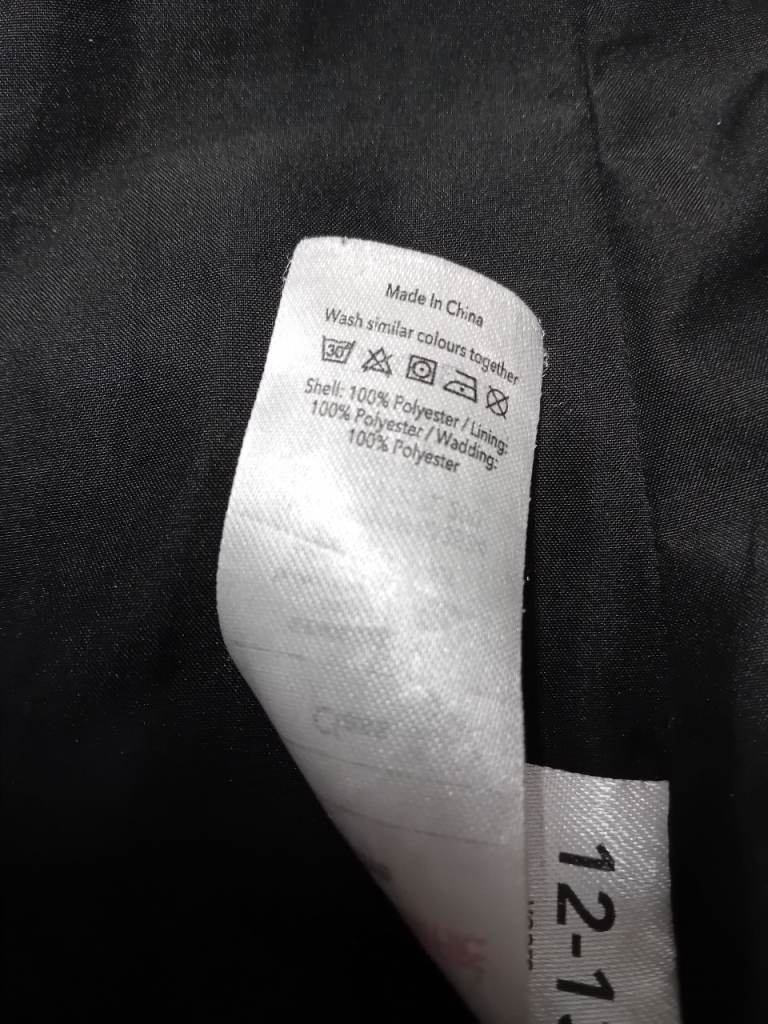 Made In China
Wash similar colours together
30°
Shell: 100% Polyester / Lining:
100% Polyester / Wadding:
100% Polyester
12-1
years